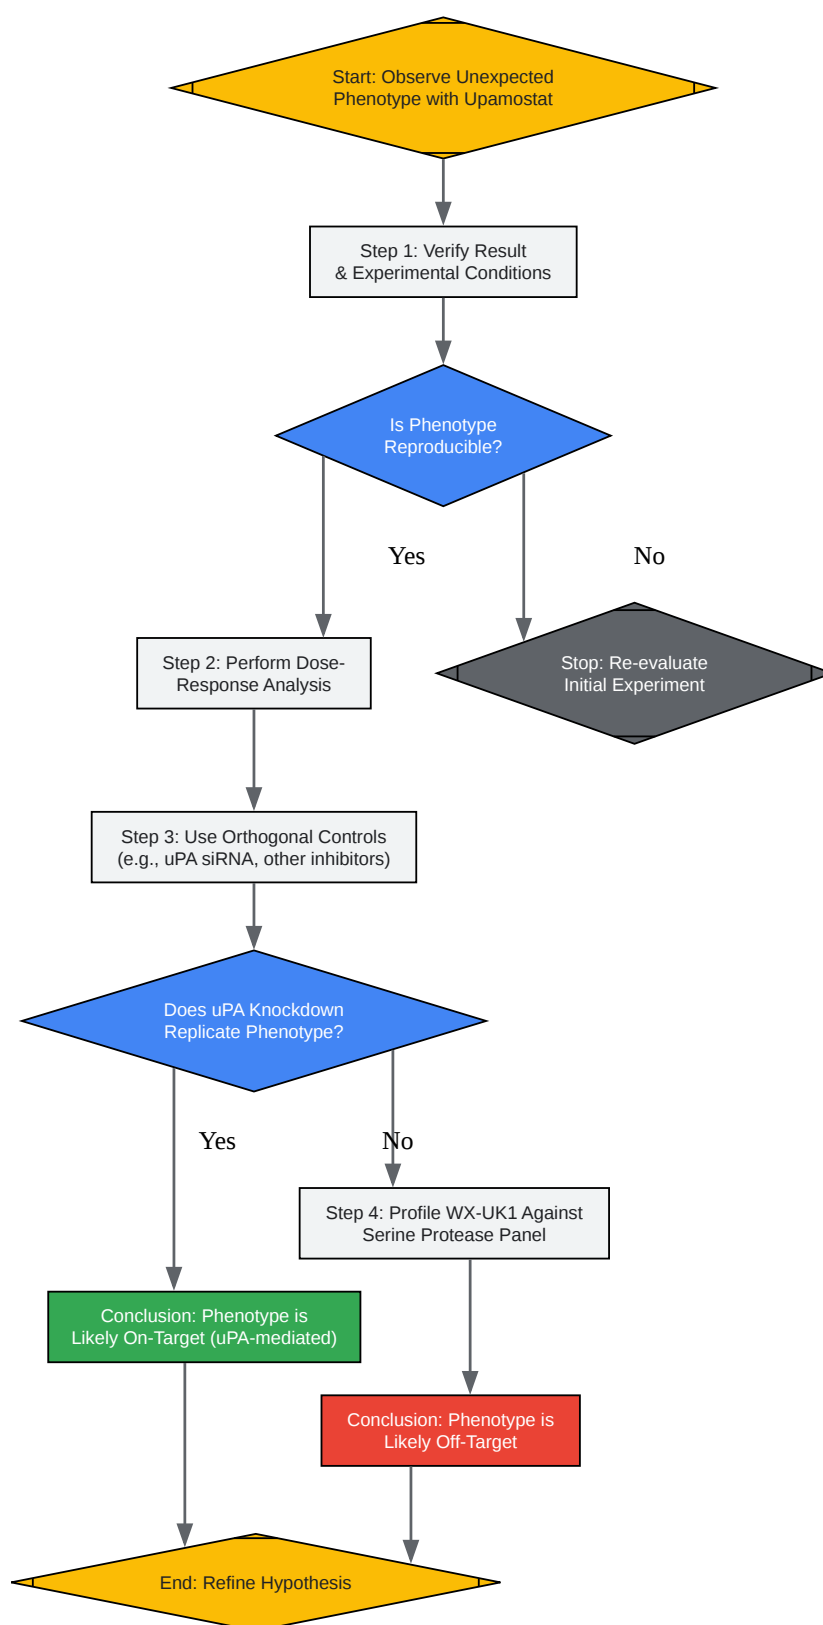 Start: Observe Unexpected
Phenotype with Upamostat
Step 1: Verify Result
& Experimental Conditions
Is Phenotype
Reproducible?
Yes
No
Step 2: Perform Dose-
Response Analysis
Stop: Re-evaluate
Initial Experiment
Step 3: Use Orthogonal Controls
(e.g., uPA siRNA, other inhibitors)
Does uPA Knockdown
Replicate Phenotype?
Yes
No
Step 4: Profile WX-UK1 Against
Serine Protease Panel
Conclusion: Phenotype is
Likely On-Target (uPA-mediated)
Conclusion: Phenotype is
Likely Off-Target
End: Refine Hypothesis